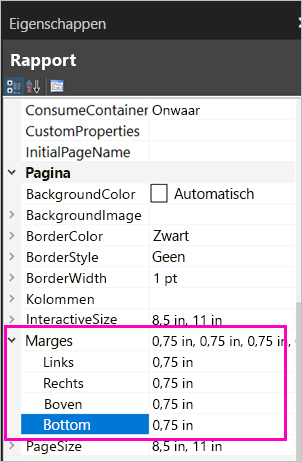 Eigenschappen
Rapport
ConsumeContainer Onwaar
CustomProperties
InitialPageName
Pagina
BackgroundColor Automatisch
BackgroundImage
BorderColor Zwart
BorderStyle Geen
BorderWidth 1 pt
Kolommen
InteractiveSize 8,5 in, 11 in
Marges 0,75 in, 0,75 in, 0,75 in,
Links 0,75 in
Rechts 0,75 in
Boven 0,75 in
Bottom 0,75 in
PageSize 8,5 in, 11 in